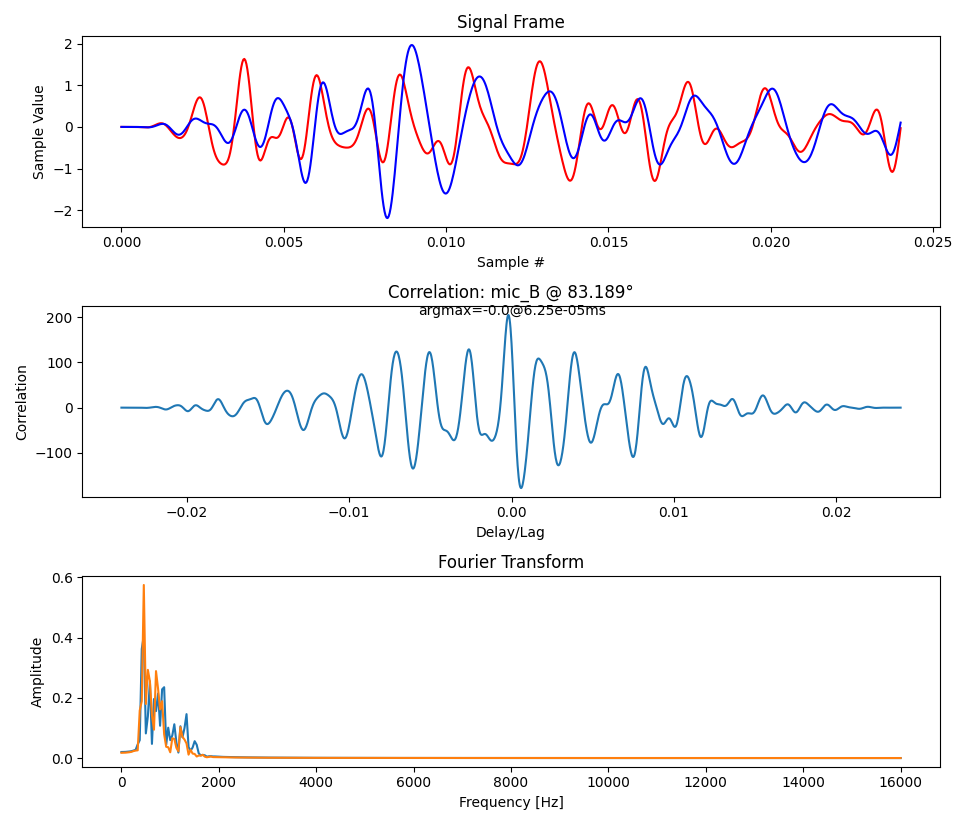 Signal Frame
2
1
0
−1
−2
Sample Value
0.000 0.005 0.010 0.015 0.020 0.025
Sample #
Correlation: mic_B @ 83.189°
argmax=-0.0@6.25e-05ms
200
100
0
−100
Correlation
−0.02 −0.01 0.00 0.01 0.02
Delay/Lag
Fourier Transform
0.6
0.4
0.2
0.0
Amplitude
0 2000 4000 6000 8000 10000 12000 14000 16000
Frequency [Hz]